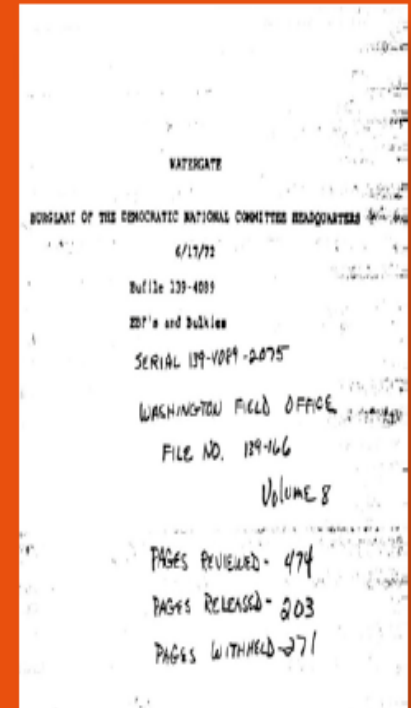 WATERGATE
BURGLARY OF THE DEMOCRATIC NATIONAL COMMITTEE HEADQUARTERS
6/17/72
Bufile 139-4089
EBF's and Bulkies
SERIAL 139-4089-2075
WASHINGTON FIELD OFFICE
FILE NO. 139-166
Volume 8
PAGES REVIEWED- 474
PAGES RELEASED- 203
PAGES WITHHELD-271